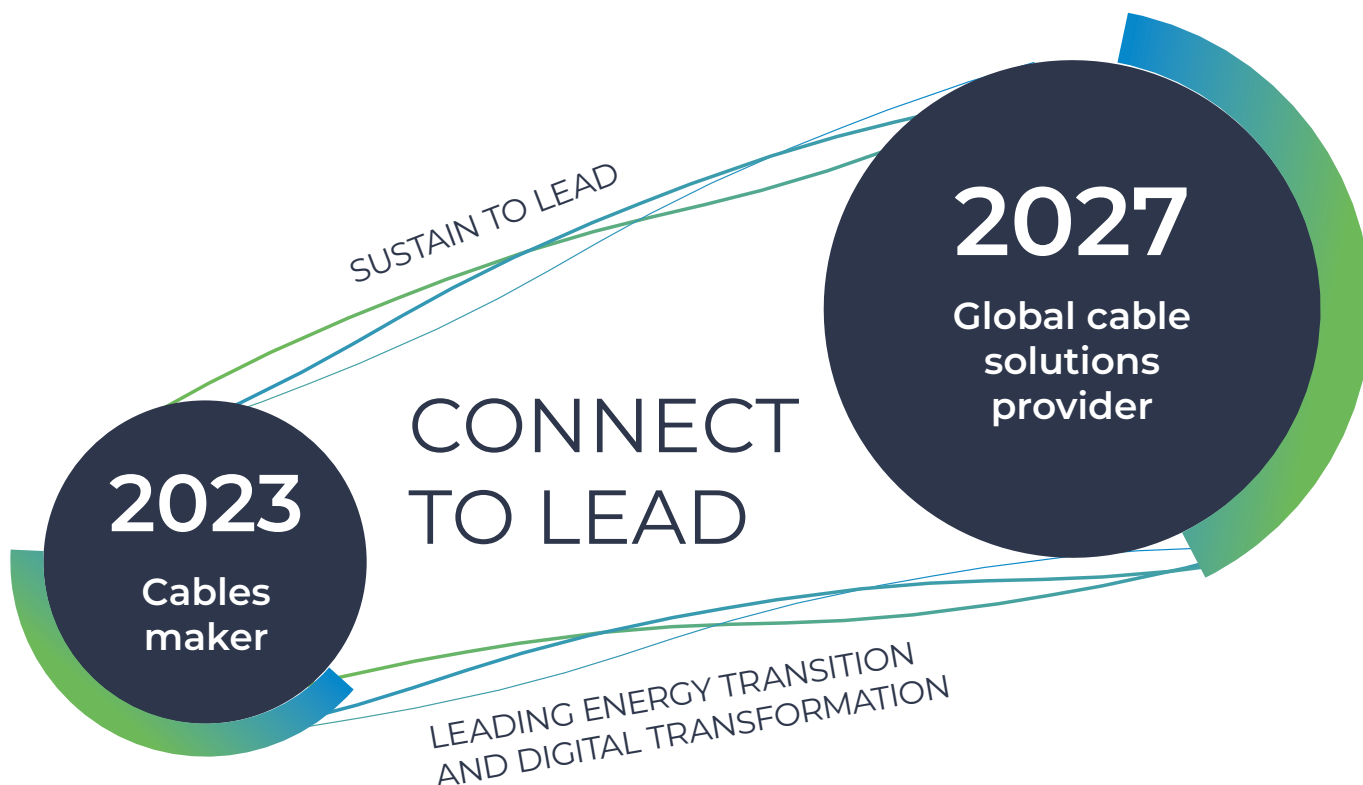 SUSTAIN TO LEAD
2027
Global cable
solutions
provider
CONNECT
TO LEAD
2023
Cables
maker
LEADING ENERGY TRANSITION
AND DIGITAL TRANSFORMATION